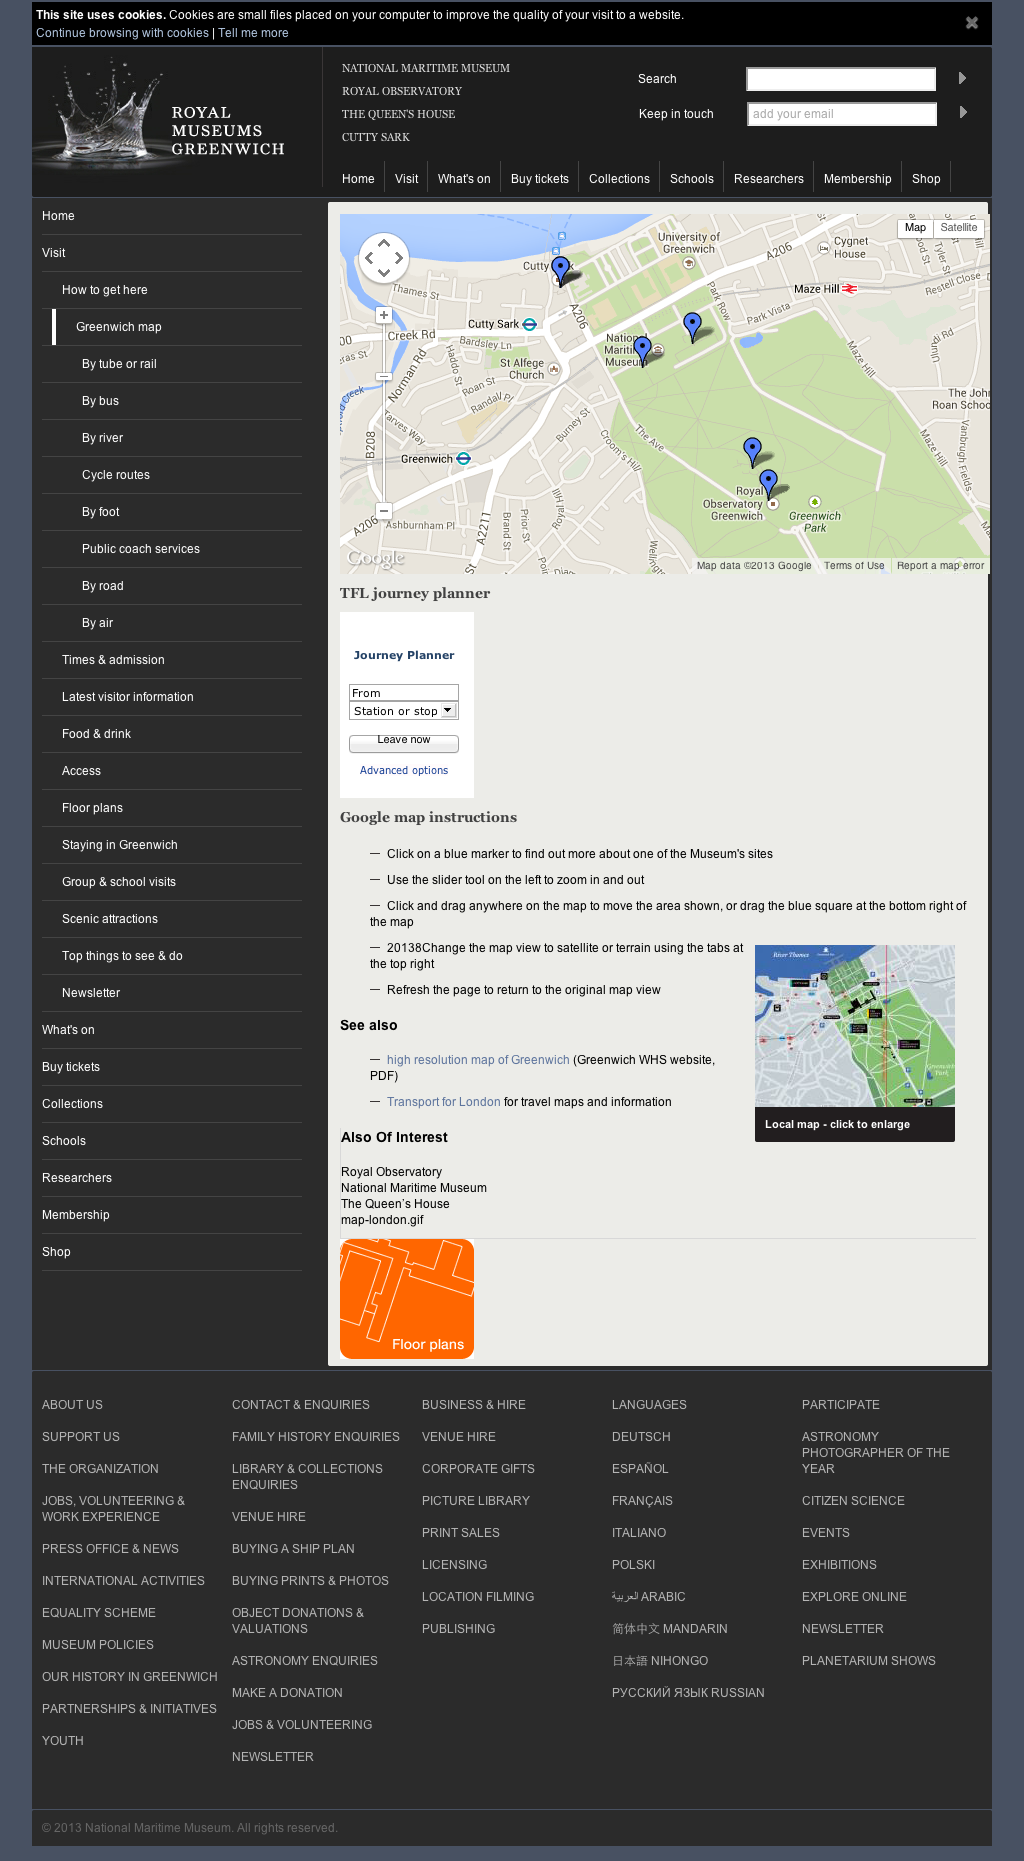 This site uses cookies. Cookies are small files placed on your computer to improve the quality of your visit to a website.
Continue browsing with cookies | Tell me more
ROYAL
MUSEUMS
GREENWICH
NATIONAL MARITIME MUSEUM
ROYAL OBSERVATORY
THE QUEEN'S HOUSE
CUTTY SARK
Search
Keep in touch
add your email
Home
Visit
What's on
Buy tickets
Collections
Schools
Researchers
Membership
Shop
Home
Visit
How to get here
Greenwich map
By tube or rail
By bus
By river
Cycle routes
By foot
Public coach services
By road
By air
Times & admission
Latest visitor information
Food & drink
Access
Floor plans
Staying in Greenwich
Group & school visits
Scenic attractions
Top things to see & do
Newsletter
What's on
Buy tickets
Collections
Schools
Researchers
Membership
Shop
Map
Satellite
University of
Greenwich
A206
Cygnet
House
Restell Close
Maze Hill
Thames St
A206
Park Row
Park Vista
Cutty Sark
Creek Rd
Bardsley Ln
St Alfege
Church
Norman Rd
Haddo St
Roan St
Randall Pl
Tarves Way
Burney St
Croom's Hill
The Ave
Maze Hill
Maze Hill
Vanbrugh Fields
B208
Greenwich
A206
Ashburnham Pl
A2211
Brand St
Prior St
Royal Hill
Royal
Observatory
Greenwich
Greenwich
Park
Google
Map data ©2013 Google
Terms of Use
Report a map error
TFL journey planner
Journey Planner
From
Station or stop
Leave now
Advanced options
Google map instructions
— Click on a blue marker to find out more about one of the Museum's sites
— Use the slider tool on the left to zoom in and out
— Click and drag anywhere on the map to move the area shown, or drag the blue square at the bottom right of
the map
— 20138Change the map view to satellite or terrain using the tabs at
the top right
— Refresh the page to return to the original map view
River Thames
Greenwich
Park
Local map - click to enlarge
See also
— high resolution map of Greenwich (Greenwich WHS website,
PDF)
— Transport for London for travel maps and information
Also Of Interest
Royal Observatory
National Maritime Museum
The Queen's House
map-london.gif
Floor plans
ABOUT US
SUPPORT US
THE ORGANIZATION
JOBS, VOLUNTEERING &
WORK EXPERIENCE
PRESS OFFICE & NEWS
INTERNATIONAL ACTIVITIES
EQUALITY SCHEME
MUSEUM POLICIES
OUR HISTORY IN GREENWICH
PARTNERSHIPS & INITIATIVES
YOUTH
CONTACT & ENQUIRIES
FAMILY HISTORY ENQUIRIES
LIBRARY & COLLECTIONS
ENQUIRIES
VENUE HIRE
BUYING A SHIP PLAN
BUYING PRINTS & PHOTOS
OBJECT DONATIONS &
VALUATIONS
ASTRONOMY ENQUIRIES
MAKE A DONATION
JOBS & VOLUNTEERING
NEWSLETTER
BUSINESS & HIRE
VENUE HIRE
CORPORATE GIFTS
PICTURE LIBRARY
PRINT SALES
LICENSING
LOCATION FILMING
PUBLISHING
LANGUAGES
DEUTSCH
ESPAÑOL
FRANÇAIS
ITALIANO
POLSKI
العربية ARABIC
简体中文 MANDARIN
日本語 NIHONGO
РУССКИЙ ЯЗЫК RUSSIAN
PARTICIPATE
ASTRONOMY
PHOTOGRAPHER OF THE
YEAR
CITIZEN SCIENCE
EVENTS
EXHIBITIONS
EXPLORE ONLINE
NEWSLETTER
PLANETARIUM SHOWS
© 2013 National Maritime Museum. All rights reserved.